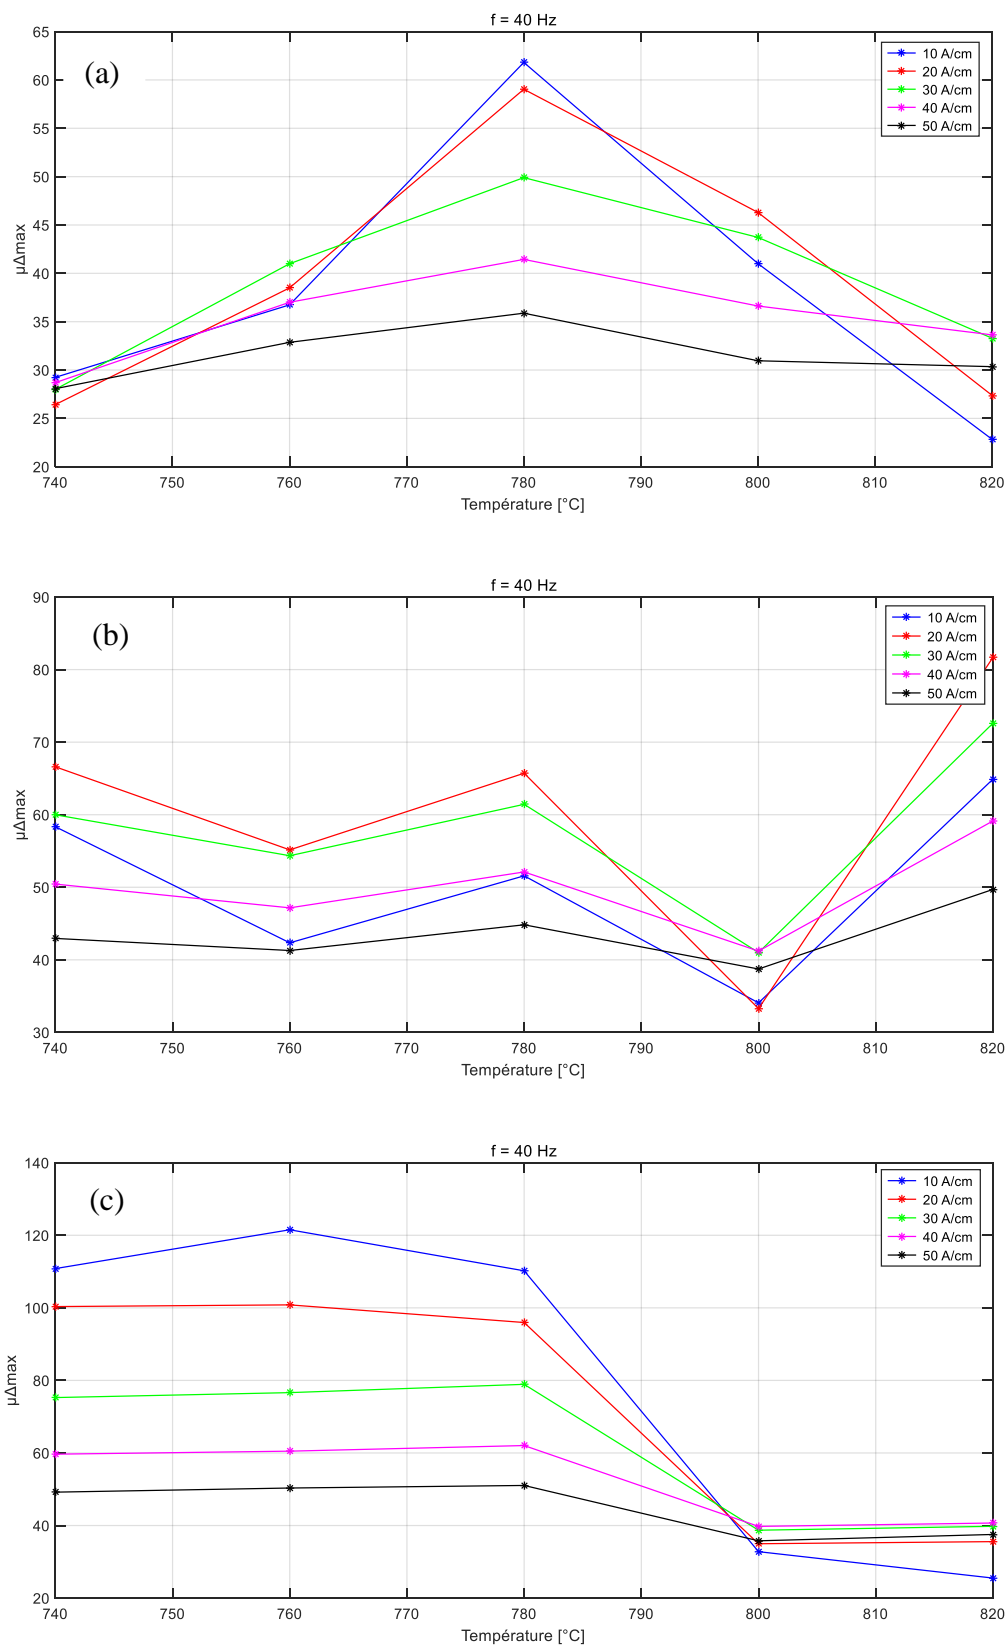 f = 40 Hz
(a)
10 A/cm
20 A/cm
30 A/cm
40 A/cm
50 A/cm
65
60
55
50
45
40
35
30
25
20
µΔmax
740 750 760 770 780 790 800 810 820
Température [°C]
f = 40 Hz
(b)
10 A/cm
20 A/cm
30 A/cm
40 A/cm
50 A/cm
90
80
70
60
50
40
30
µΔmax
740 750 760 770 780 790 800 810 820
Température [°C]
f = 40 Hz
(c)
10 A/cm
20 A/cm
30 A/cm
40 A/cm
50 A/cm
140
120
100
80
60
40
20
µΔmax
740 750 760 770 780 790 800 810 820
Température [°C]